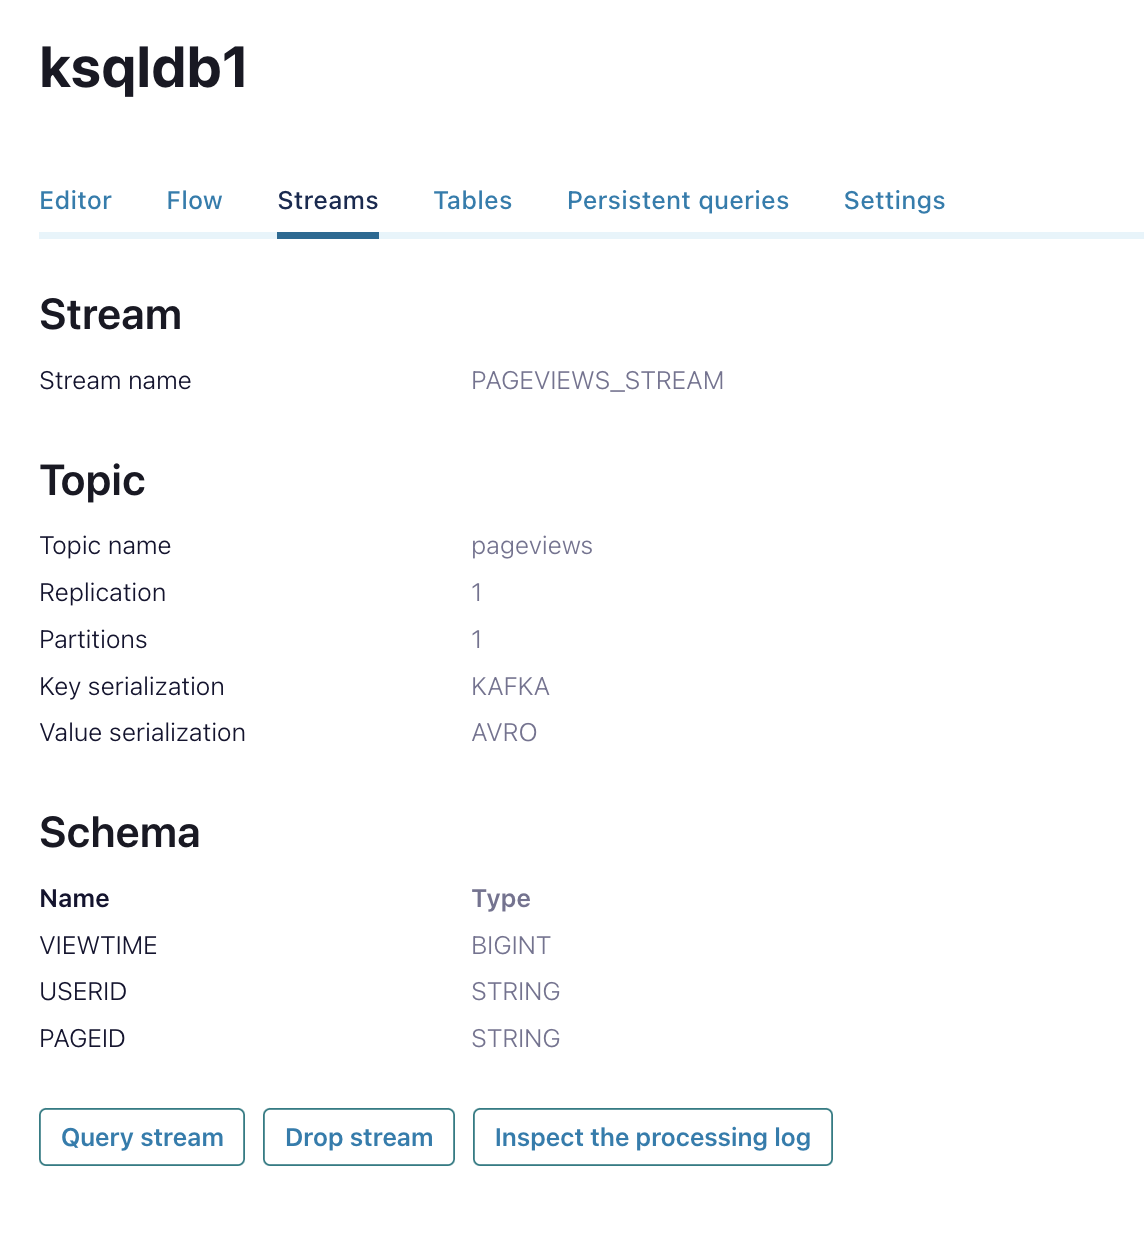 ksqldb1
Editor Flow Streams Tables Persistent queries Settings
Stream
Stream name PAGEVIEWS_STREAM
Topic
Topic name pageviews
Replication 1
Partitions 1
Key serialization KAFKA
Value serialization AVRO
Schema
Name Type
VIEWTIME BIGINT
USERID STRING
PAGEID STRING
Query stream Drop stream Inspect the processing log